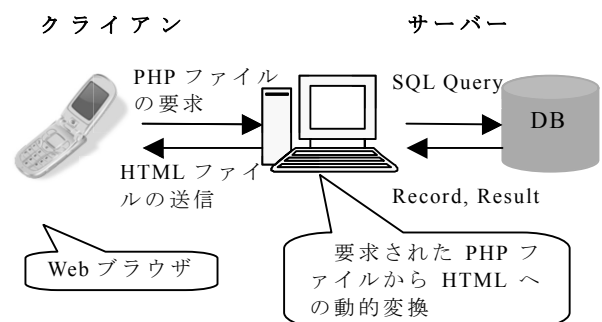 クライアン
サーバー
PHP ファイル
の要求
SQL Query
DB
HTML ファイ
ルの送信
Record, Result
Web ブラウザ
要求された PHP フ
ァイルから HTML へ
の動的変換